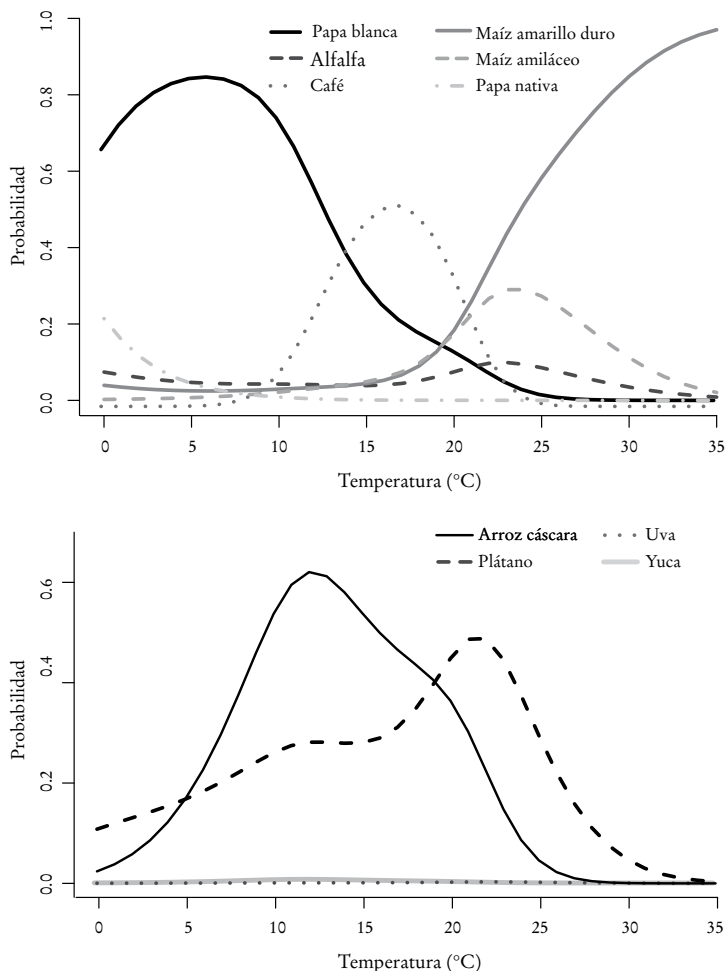 Papa blanca
Alfalfa
Café
Maíz amarillo duro
Maíz amiláceo
Papa nativa
Probabilidad
1.0
0.8
0.6
0.4
0.2
0.0
0 5 10 15 20 25 30 35
Temperatura (°C)
Arroz cáscara
Plátano
Uva
Yuca
Probabilidad
0.6
0.4
0.2
0.0
0 5 10 15 20 25 30 35
Temperatura (°C)